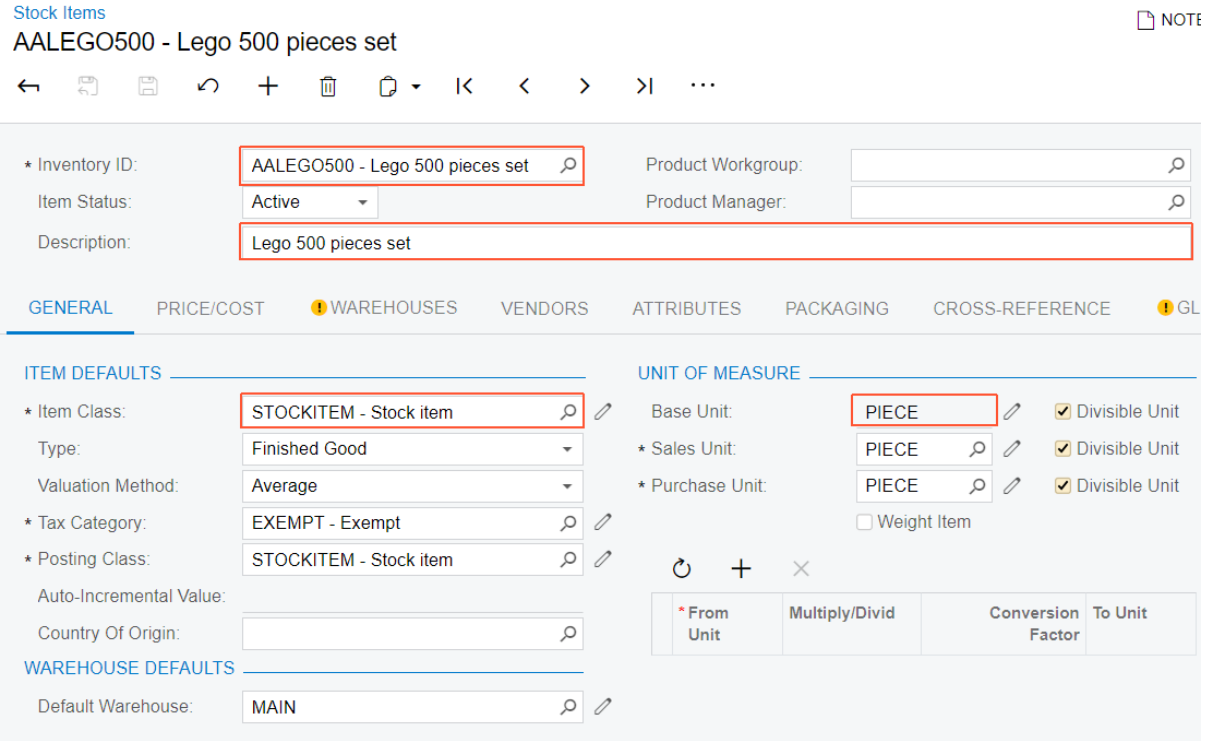 Stock Items
NOTE
AALEGO500 - Lego 500 pieces set
* Inventory ID: AALEGO500 - Lego 500 pieces set Product Workgroup:
Item Status: Active Product Manager:
Description: Lego 500 pieces set
GENERAL PRICE/COST WAREHOUSES VENDORS ATTRIBUTES PACKAGING CROSS-REFERENCE GL
ITEM DEFAULTS UNIT OF MEASURE
* Item Class: STOCKITEM - Stock item Base Unit: PIECE Divisible Unit
Type: Finished Good * Sales Unit: PIECE Divisible Unit
Valuation Method: Average * Purchase Unit: PIECE Divisible Unit
* Tax Category: EXEMPT - Exempt Weight Item
* Posting Class: STOCKITEM - Stock item
Auto-Incremental Value:
* From Unit Multiply/Divid Conversion Factor To Unit
Country Of Origin:
WAREHOUSE DEFAULTS
Default Warehouse: MAIN